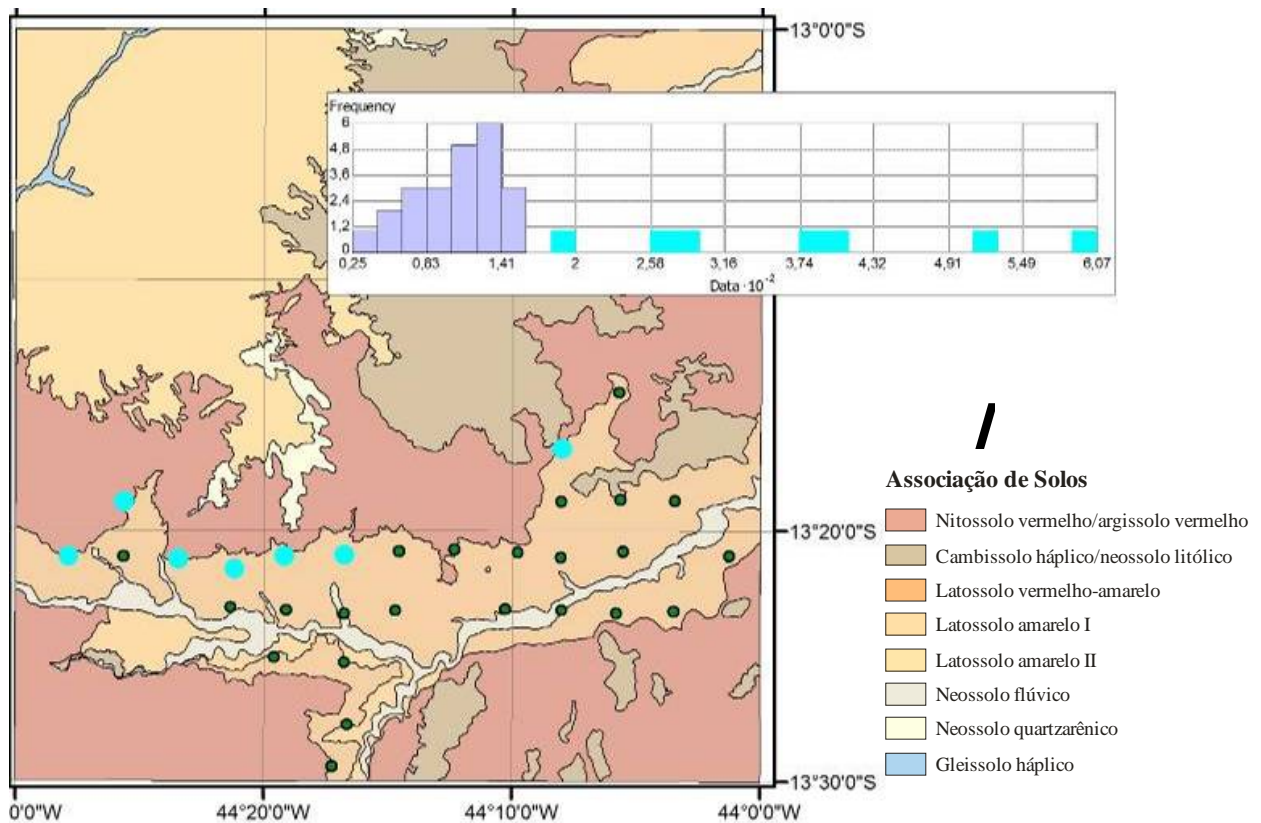 13°0'0"S
Frequency
6
4,8
3,6
2,4
1,2
0
0,25 0,83 1,41 2 2,58 3,16 3,74 4,32 4,91 5,49 6,07
Data · 10⁻²
Associação de Solos
Nitossolo vermelho/argissolo vermelho
13°20'0"S
Cambissolo háplico/neossolo litólico
Latossolo vermelho-amarelo
Latossolo amarelo I
Latossolo amarelo II
Neossolo flúvico
Neossolo quartzarênico
Gleissolo háplico
13°30'0"S
0'0"W 44°20'0"W 44°10'0"W 44°0'0"W